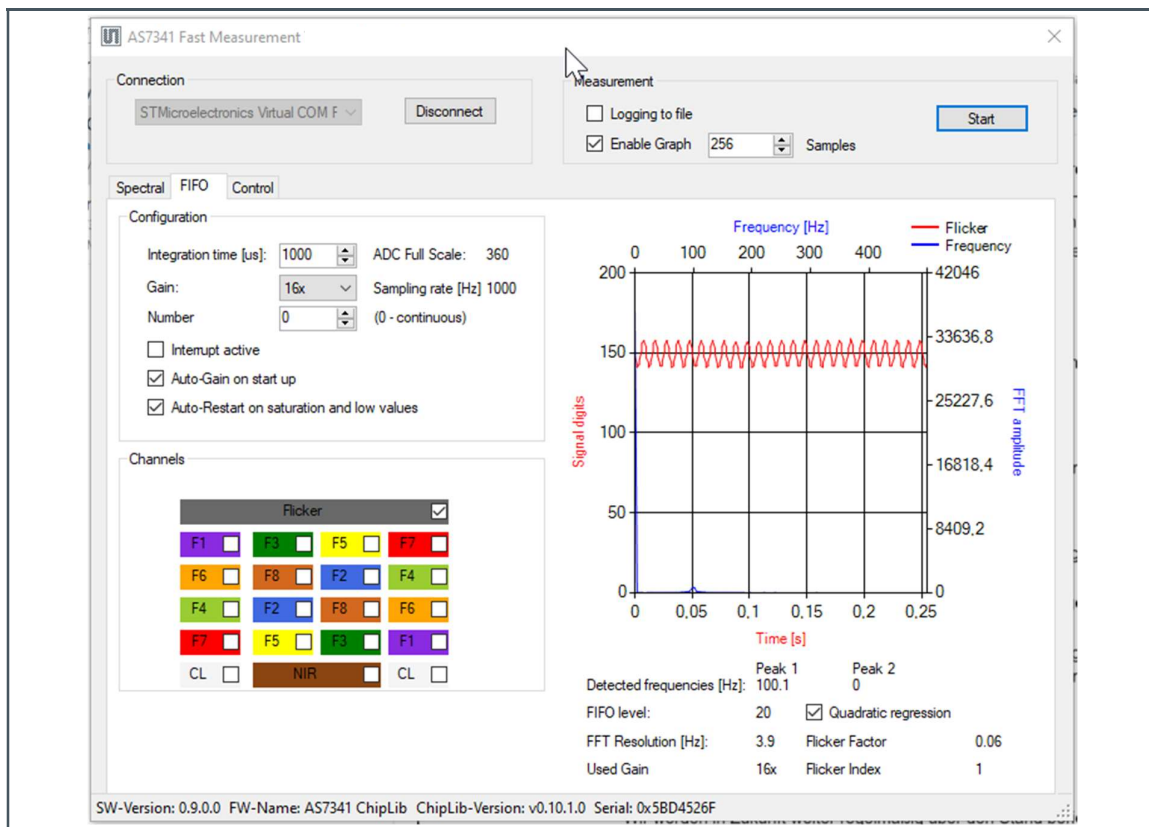 AS7341 Fast Measurement
Connection
STMicroelectronics Virtual COM F
Disconnect
Measurement
Logging to file
Enable Graph 256 Samples
Start
Spectral FIFO Control
Configuration
Integration time [us]: 1000 ADC Full Scale: 360
Gain: 16x Sampling rate [Hz] 1000
Number 0 (0 - continuous)
Interrupt active
Auto-Gain on start up
Auto-Restart on saturation and low values
Channels
Flicker
F1 F3 F5 F7
F6 F8 F2 F4
F4 F2 F8 F6
F7 F5 F3 F1
CL NIR CL
Frequency [Hz]
Flicker
Frequency
0 100 200 300 400
200 42046
33636,8
150
25227,6
100
16818,4
50
8409,2
0 0
Signal digits
FFT amplitude
0 0,05 0,1 0,15 0,2 0,25
Time [s]
Peak 1 Peak 2
Detected frequencies [Hz]: 100.1 0
FIFO level: 20 Quadratic regression
FFT Resolution [Hz]: 3.9 Flicker Factor 0.06
Used Gain 16x Flicker Index 1
SW-Version: 0.9.0.0 FW-Name: AS7341 ChipLib ChipLib-Version: v0.10.1.0 Serial: 0x5BD4526F